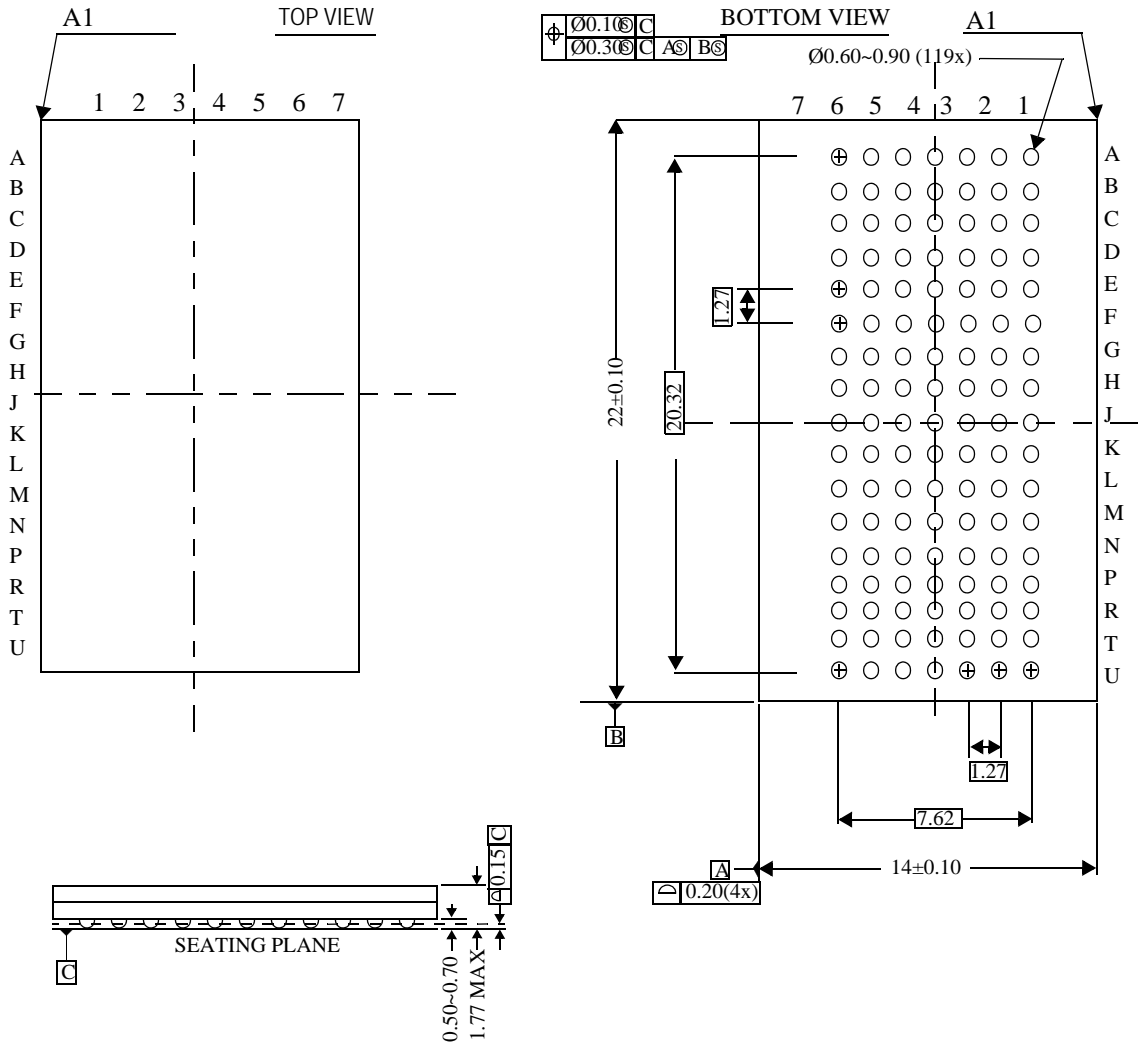 A1
TOP VIEW
1 2 3 4 5 6 7
A
B
C
D
E
F
G
H
J
K
L
M
N
P
R
T
U
Ø0.10Ⓢ C
Ø0.30Ⓢ C AⓈ BⓈ
BOTTOM VIEW
A1
Ø0.60~0.90 (119x)
7 6 5 4 3 2 1
A
B
C
D
E
F
G
H
J
K
L
M
N
P
R
T
U
1.27
22±0.10
20.32
B
1.27
7.62
A
14±0.10
0.20(4x)
0.15 C
SEATING PLANE
C
0.50~0.70
1.77 MAX